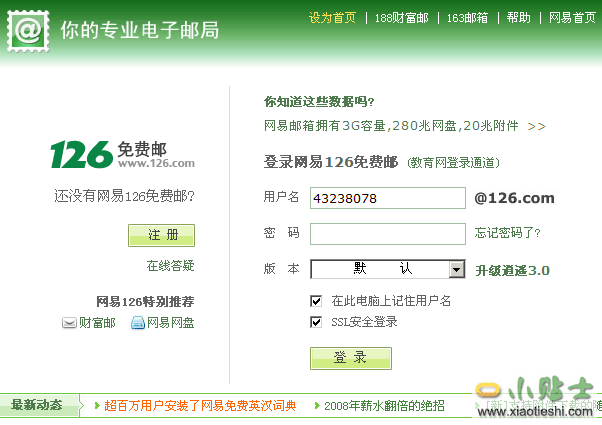 你的专业电子邮局
设为首页 | 188财富邮 | 163邮箱 | 帮助 | 网易首页
126 免费邮
www.126.com
还没有网易126免费邮?
注 册
在线答疑
网易126特别推荐
财富邮 网易网盘
你知道这些数据吗?
网易邮箱拥有3G容量,280兆网盘,20兆附件 >>
登录网易126免费邮 (教育网登录通道)
用户名 43238078 @126.com
密 码 忘记密码了?
版 本 默 认 升级逍遥3.0
在此电脑上记住用户名
SSL安全登录
登 录
最新动态 超百万用户安装了网易免费英汉词典 2008年薪水翻倍的绝招
小贴士
www.xiaotieshi.com